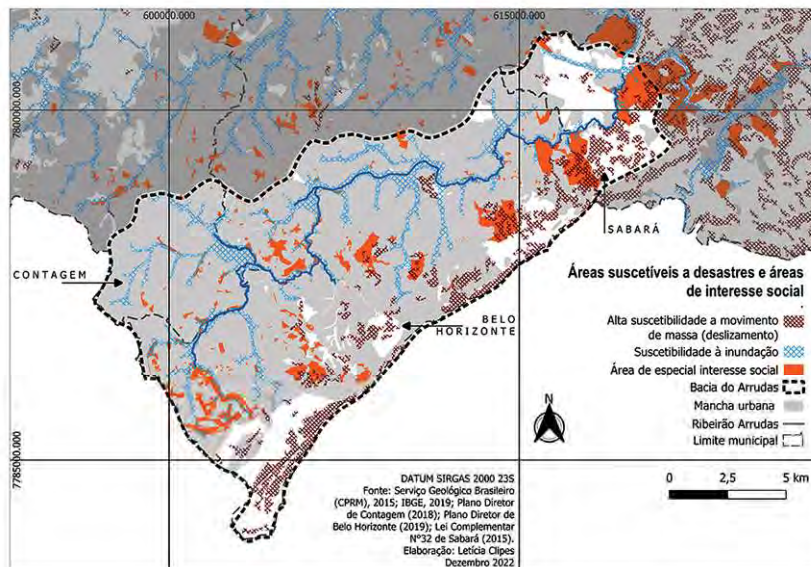 600000.000
615000.000
7800000.000
7785000.000
CONTAGEM
SABARÁ
BELO
HORIZONTE
Áreas suscetíveis a desastres e áreas
de interesse social
Alta suscetibilidade a movimento
de massa (deslizamento)
Suscetibilidade à inundação
Área de especial interesse social
Bacia do Arrudas
Mancha urbana
Ribeirão Arrudas
Limite municipal
N
0 2,5 5 km
DATUM SIRGAS 2000 23S
Fonte: Serviço Geológico Brasileiro
(CPRM), 2015; IBGE, 2019; Plano Diretor
de Contagem (2018); Plano Diretor de
Belo Horizonte (2019); Lei Complementar
Nº32 de Sabará (2015).
Elaboração: Letícia Clipes
Dezembro 2022